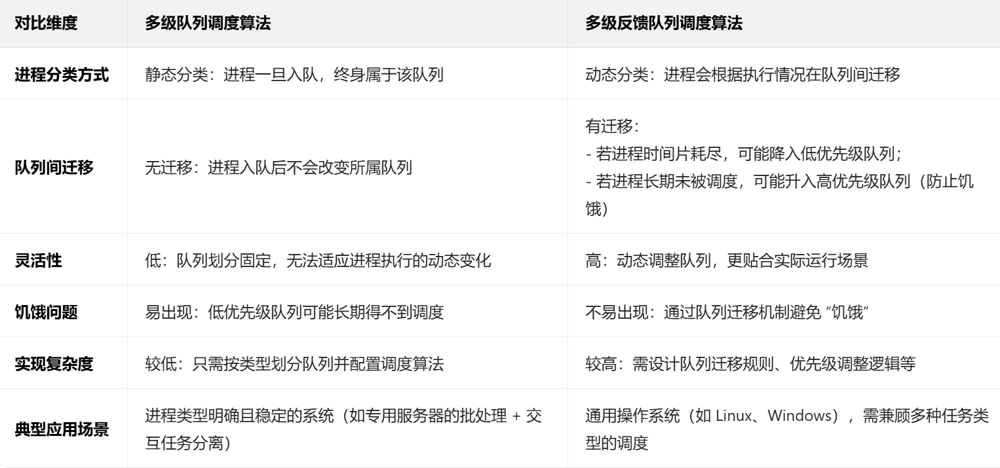 对比维度
多级队列调度算法
多级反馈队列调度算法
进程分类方式
静态分类：进程一旦入队，终身属于该队列
动态分类：进程会根据执行情况在队列间迁移
队列间迁移
无迁移：进程入队后不会改变所属队列
有迁移：
- 若进程时间片耗尽，可能降入低优先级队列；
- 若进程长期未被调度，可能升入高优先级队列（防止饥
饿）
灵活性
低：队列划分固定，无法适应进程执行的动态变化
高：动态调整队列，更贴合实际运行场景
饥饿问题
易出现：低优先级队列可能长期得不到调度
不易出现：通过队列迁移机制避免 “饥饿”
实现复杂度
较低：只需按类型划分队列并配置调度算法
较高：需设计队列迁移规则、优先级调整逻辑等
典型应用场景
进程类型明确且稳定的系统（如专用服务器的批处理 + 交
互任务分离）
通用操作系统（如 Linux、Windows），需兼顾多种任务类
型的调度